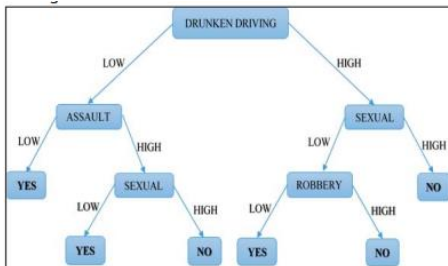 DRUNKEN DRIVING
LOW
HIGH
ASSAULT
SEXUAL
LOW
HIGH
LOW
HIGH
YES
SEXUAL
ROBBERY
NO
LOW
HIGH
LOW
HIGH
YES
NO
YES
NO